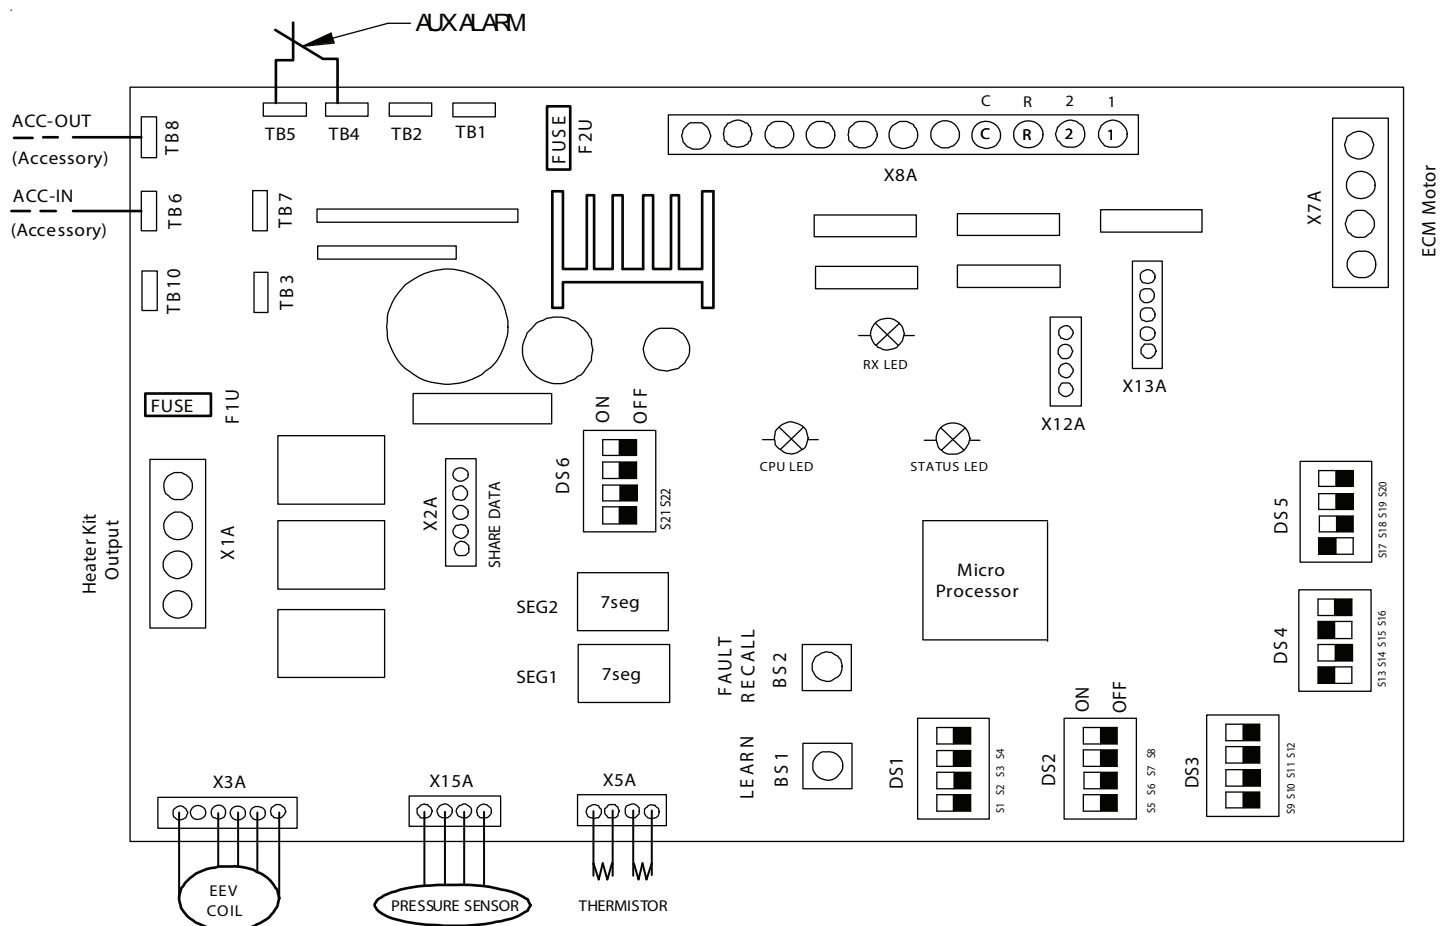 AUX ALARM
ACC-OUT
(Accessory)
TB8
TB5
TB4
TB2
TB1
FUSE
F2U
C R 2 1
C R 2 1
X8A
X7A
ECM Motor
ACC-IN
(Accessory)
TB6
TB7
TB10
TB3
RX LED
X13A
X12A
FUSE
F1U
ON
OFF
DS6
S21 S22
CPU LED
STATUS LED
X2A
SHARE DATA
Heater Kit
Output
X1A
Micro
Processor
DS5
S17 S18 S19 S20
SEG2
7seg
SEG1
7seg
FAULT
RECALL
BS2
DS4
S13 S14 S15 S16
LEARN
BS1
DS1
S1 S2 S3 S4
ON
OFF
DS2
S5 S6 S7 S8
DS3
S9 S10 S11 S12
X3A
X15A
X5A
EEV
COIL
PRESSURE SENSOR
THERMISTOR